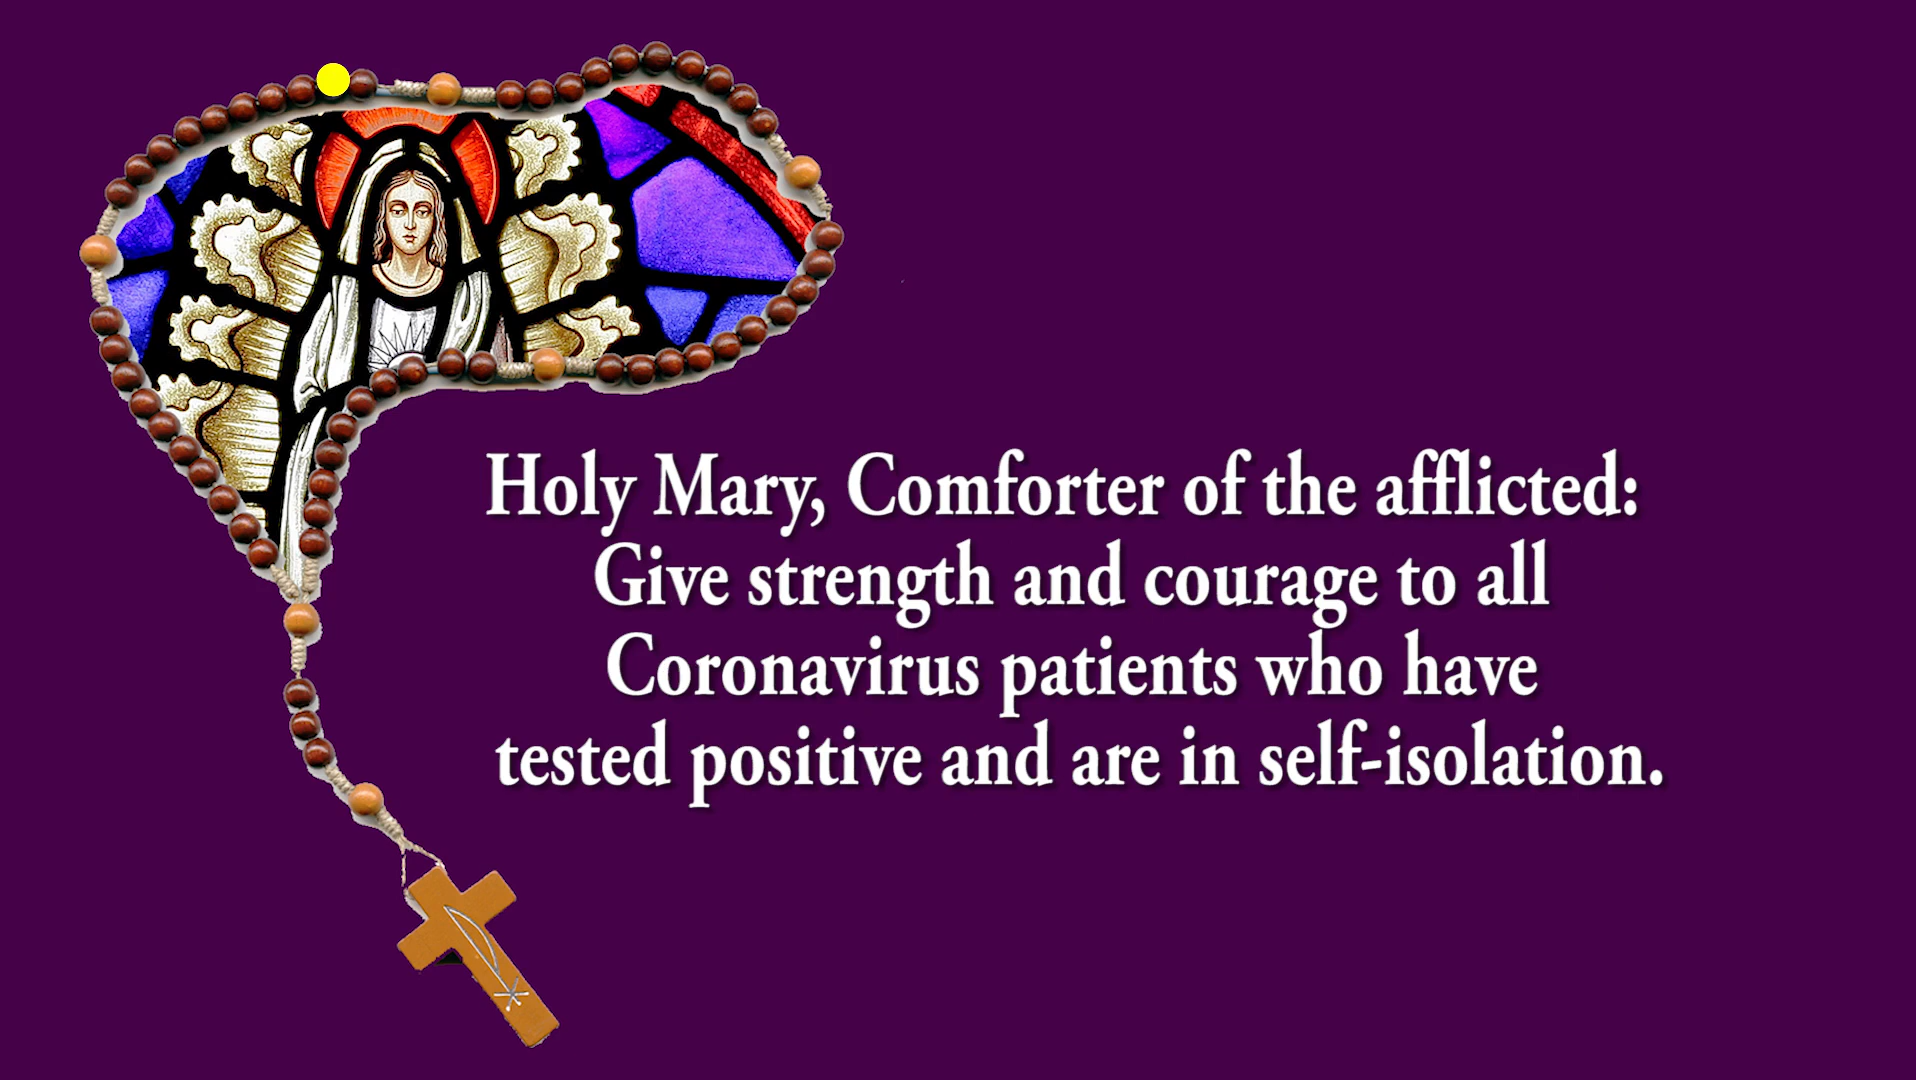 Holy Mary, Comforter of the afflicted:
Give strength and courage to all
Coronavirus patients who have
tested positive and are in self-isolation.